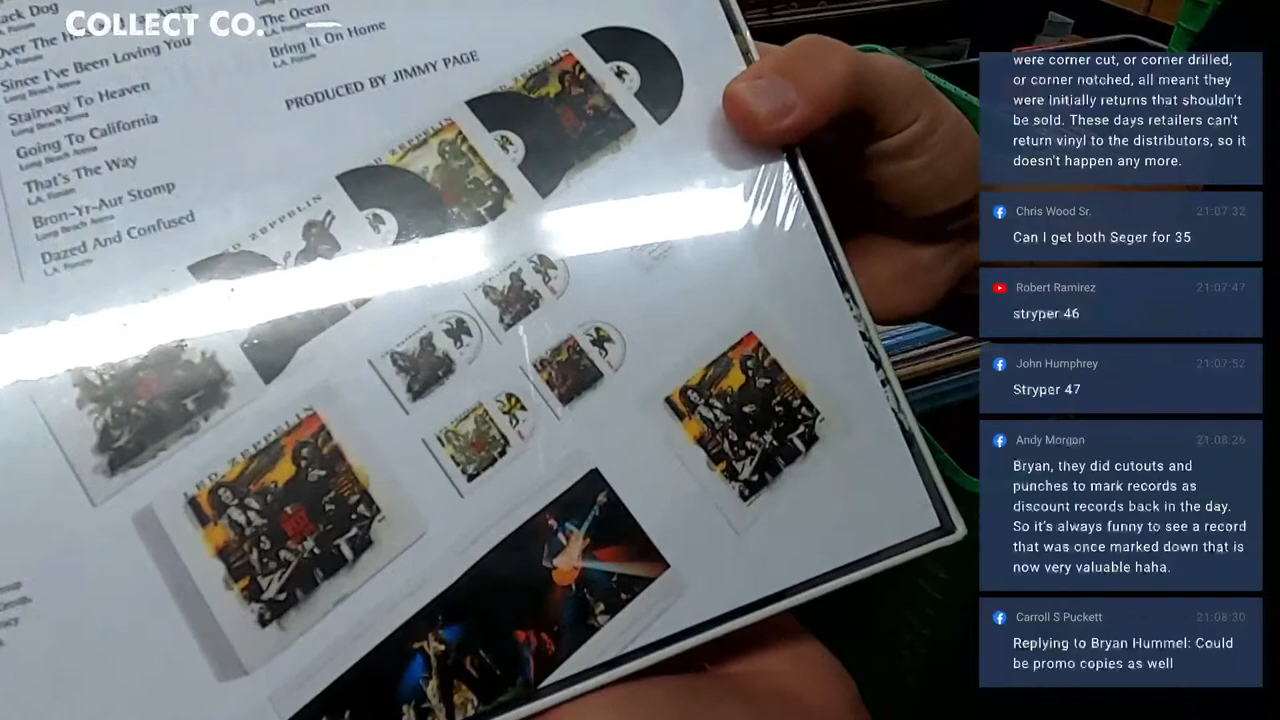 COLLECT CO.
Since I've Been Loving You
Long Beach Arena
Stairway To Heaven
Long Beach Arena
Going To California
Long Beach Arena
That's The Way
L.A. Forum
Bron-Yr-Aur Stomp
Long Beach Arena
Dazed And Confused
L.A. Forum
The Ocean
L.A. Forum
Bring It On Home
L.A. Forum
PRODUCED BY JIMMY PAGE
LED ZEPPELIN
LED ZEPPELIN
were corner cut, or corner drilled,
or corner notched, all meant they
were Initially returns that shouldn't
be sold. These days retailers can't
return vinyl to the distributors, so it
doesn't happen any more.
Chris Wood Sr. 21:07:32
Can I get both Seger for 35
Robert Ramirez 21:07:47
stryper 46
John Humphrey 21:07:52
Stryper 47
Andy Morgan 21:08:26
Bryan, they did cutouts and
punches to mark records as
discount records back in the day.
So it's always funny to see a record
that was once marked down that is
now very valuable haha.
Carroll S Puckett 21:08:30
Replying to Bryan Hummel: Could
be promo copies as well